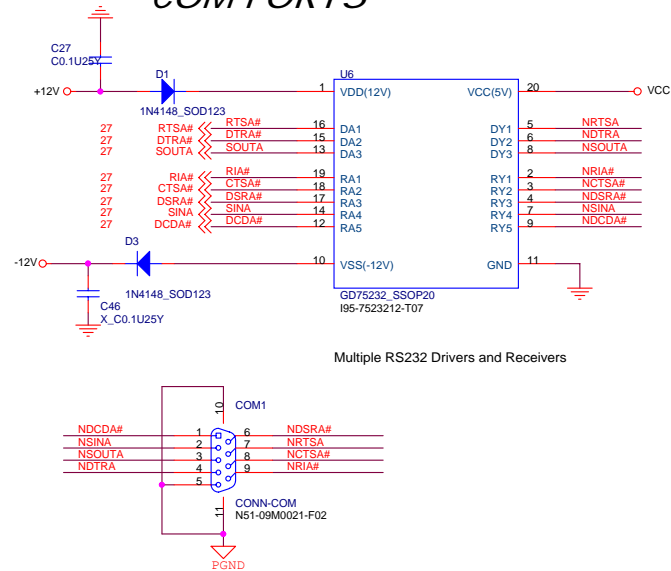 COM PORTS
C27
C0.1U25Y
+12V
D1
1N4148_SOD123
U6
1 VDD(12V) VCC(5V) 20 VCC
27 RTSA# RTSA# 16 DA1 DY1 5 NRTSA
27 DTRA# DTRA# 15 DA2 DY2 6 NDTRA
27 SOUTA SOUTA 13 DA3 DY3 8 NSOUTA
27 RIA# RIA# 19 RA1 RY1 2 NRIA#
27 CTSA# CTSA# 18 RA2 RY2 3 NCTSA#
27 DSRA# DSRA# 17 RA3 RY3 4 NDSRA#
27 SINA SINA 14 RA4 RY4 7 NSINA
27 DCDA# DCDA# 12 RA5 RY5 9 NDCDA#
D3
-12V 10 VSS(-12V) GND 11
1N4148_SOD123
C46
X_C0.1U25Y
GD75232_SSOP20
I95-7523212-T07
Multiple RS232 Drivers and Receivers
10 COM1
NDCDA# 1 6 NDSRA#
NSINA 2 7 NRTSA
NSOUTA 3 8 NCTSA#
NDTRA 4 9 NRIA#
5
CONN-COM
11 N51-09M0021-F02
PGND